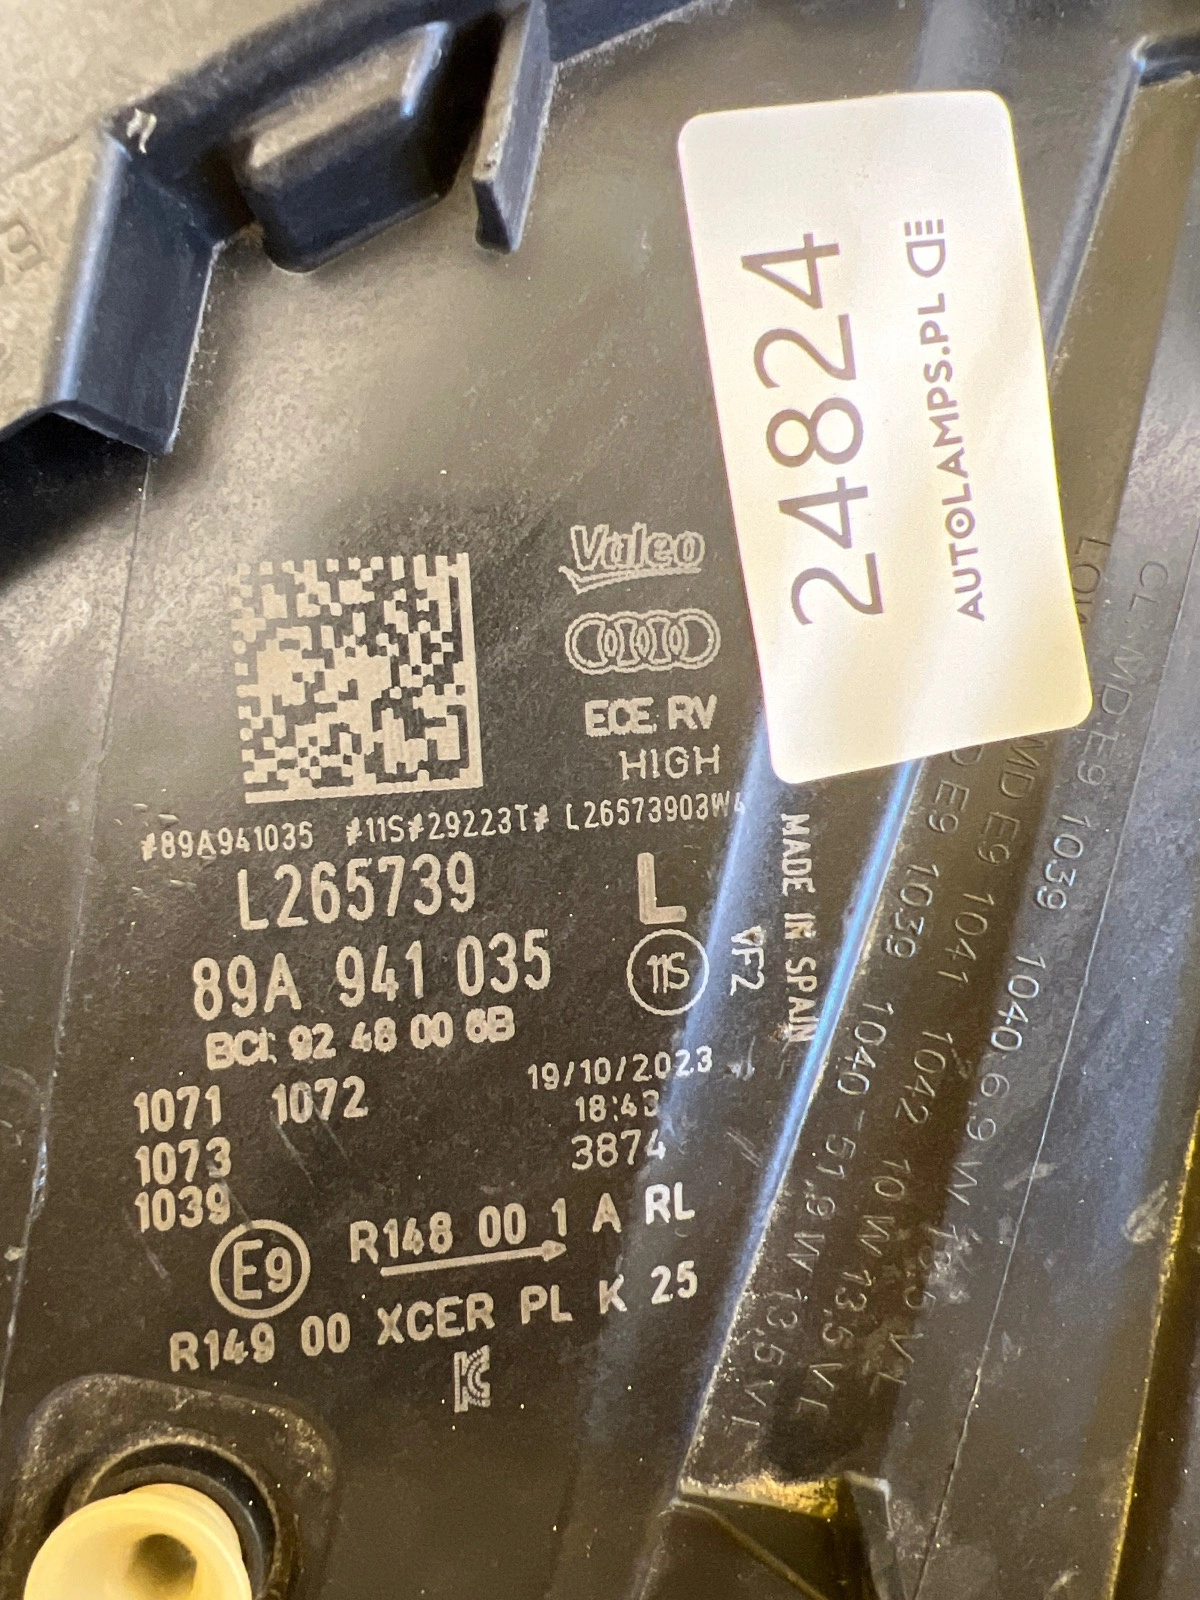 24824
AUTOLAMPS.PL
Valeo
ECE RV
HIGH
#89A941035 #11S#29223T# L26573903W4
L265739 L
89A 941 035 11S
BCI: 92 48 00 6B
VF2
MADE IN SPAIN
1071 1072 19/10/2023
18:43
1073 3874
1039
E9 R148 00 1 A RL
R149 00 XCER PL K 25
E9 1039 1040 51,9W 13,5V L
MD E9 1041 1042 10W 13,5V L
MD E9 1039 1040 6,9W 13,5V L